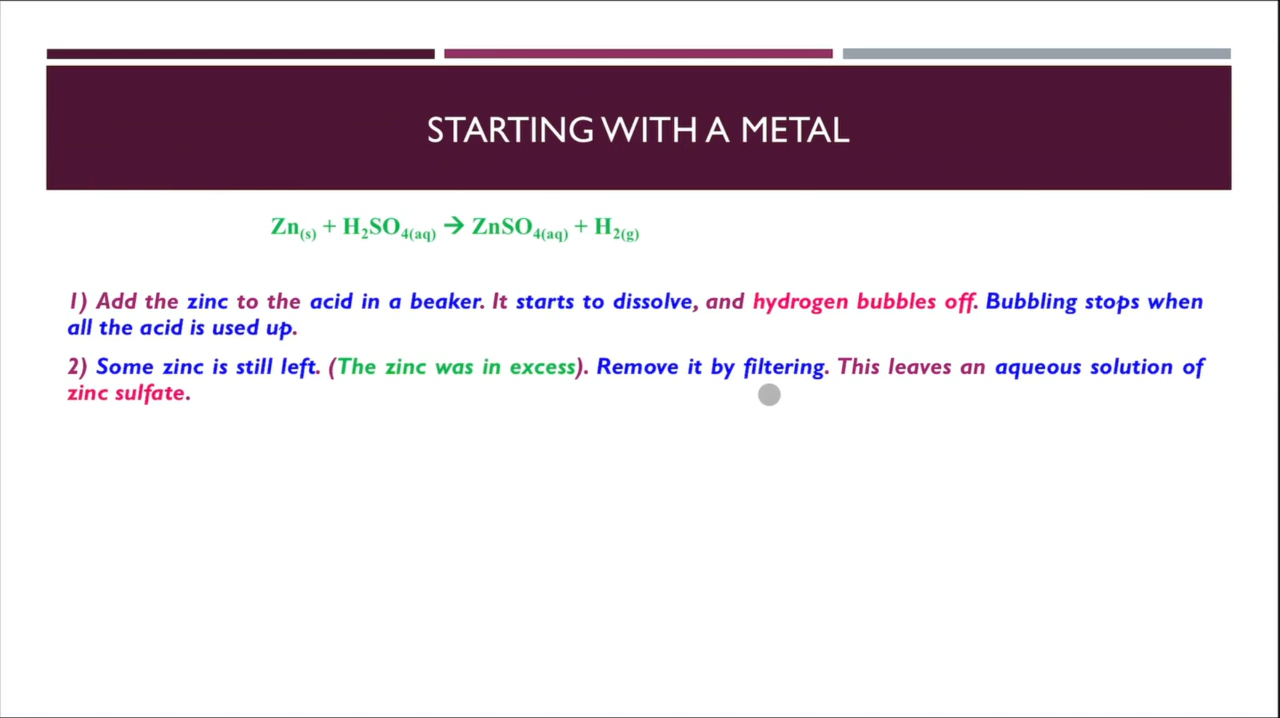 STARTING WITH A METAL
Zn(s) + H2SO4(aq) → ZnSO4(aq) + H2(g)
1) Add the zinc to the acid in a beaker. It starts to dissolve, and hydrogen bubbles off. Bubbling stops when
all the acid is used up.
2) Some zinc is still left. (The zinc was in excess). Remove it by filtering. This leaves an aqueous solution of
zinc sulfate.